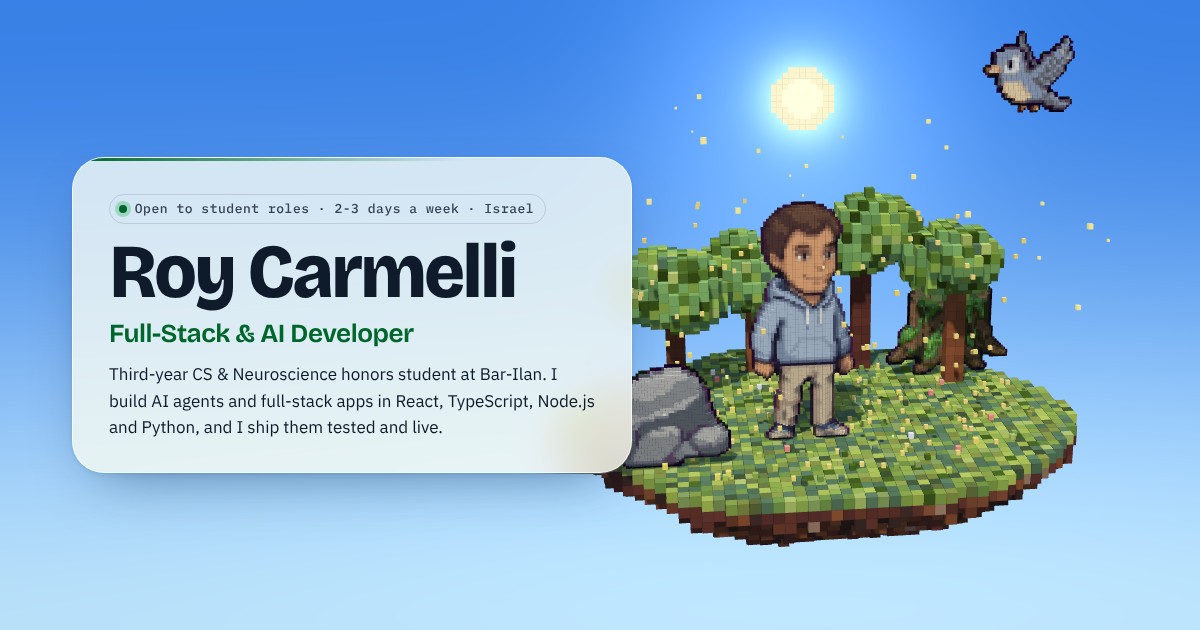 Open to student roles · 2-3 days a week · Israel
Roy Carmelli
Full-Stack & AI Developer
Third-year CS & Neuroscience honors student at Bar-Ilan. I
build AI agents and full-stack apps in React, TypeScript, Node.js
and Python, and I ship them tested and live.